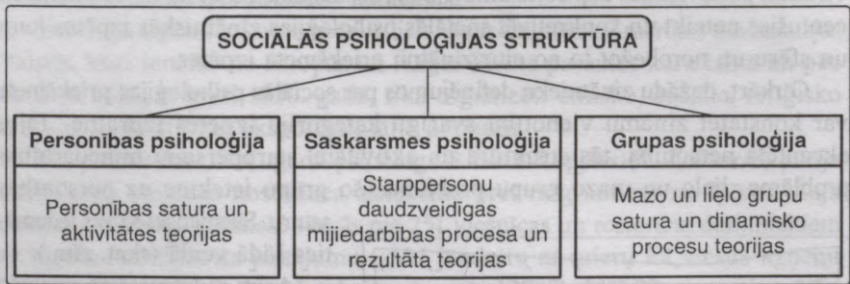 SOCIĀLĀS PSIHOLOĢIJAS STRUKTŪRA
Personības psiholoģija
Personības satura un
aktivitātes teorijas
Saskarsmes psiholoģija
Starppersonu
daudzveidīgas
mijiedarbības procesa un
rezultāta teorijas
Grupas psiholoģija
Mazo un lielo grupu
satura un dinamisko
procesu teorijas